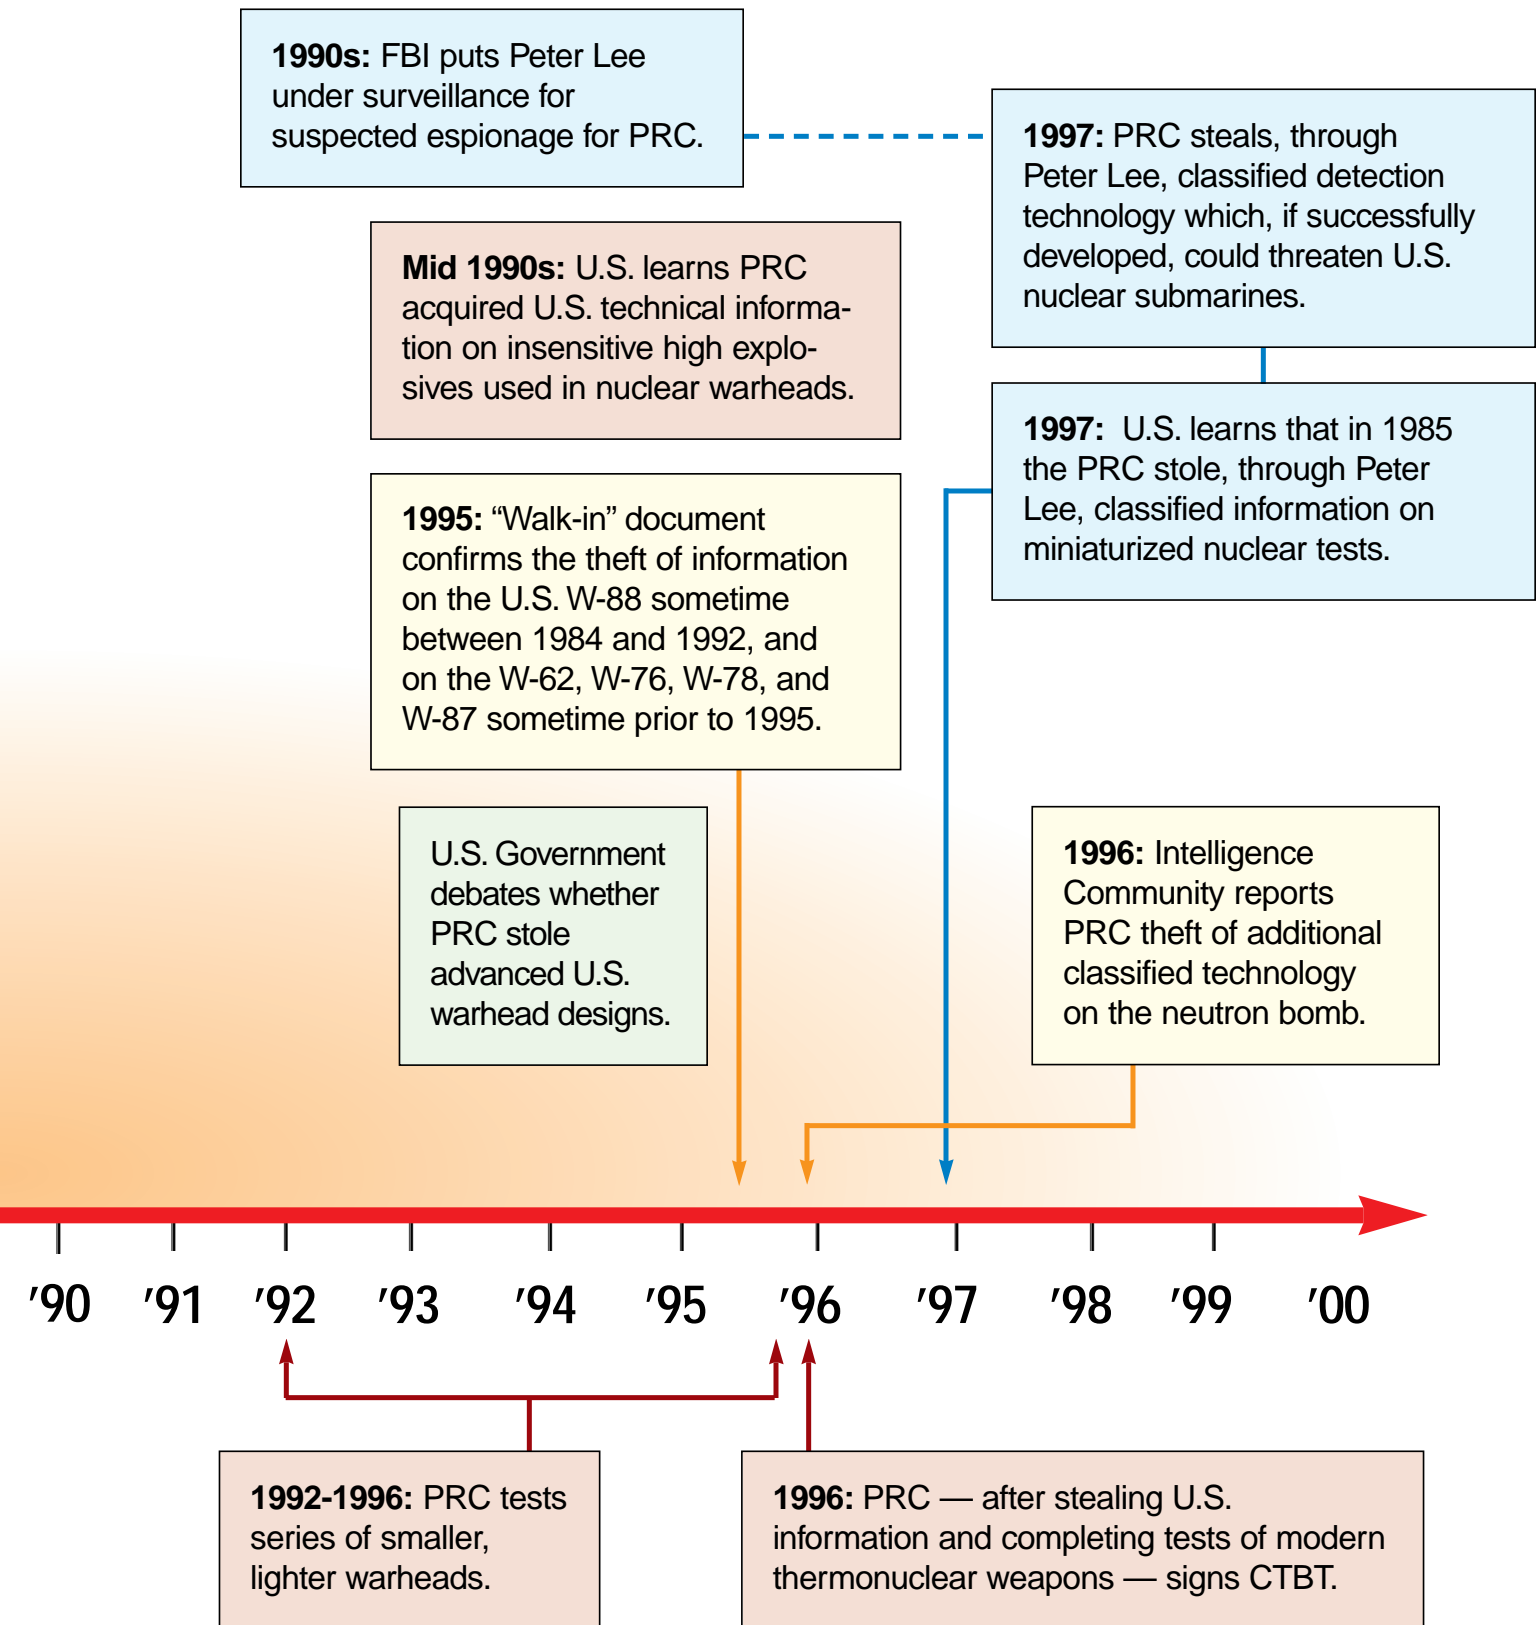 1990s: FBI puts Peter Lee
under surveillance for
suspected espionage for PRC.
1997: PRC steals, through
Peter Lee, classified detection
technology which, if successfully
developed, could threaten U.S.
nuclear submarines.
Mid 1990s: U.S. learns PRC
acquired U.S. technical informa-
tion on insensitive high explo-
sives used in nuclear warheads.
1997: U.S. learns that in 1985
the PRC stole, through Peter
Lee, classified information on
miniaturized nuclear tests.
1995: “Walk-in” document
confirms the theft of information
on the U.S. W-88 sometime
between 1984 and 1992, and
on the W-62, W-76, W-78, and
W-87 sometime prior to 1995.
U.S. Government
debates whether
PRC stole
advanced U.S.
warhead designs.
1996: Intelligence
Community reports
PRC theft of additional
classified technology
on the neutron bomb.
’90 ’91 ’92 ’93 ’94 ’95 ’96 ’97 ’98 ’99 ’00
1992-1996: PRC tests
series of smaller,
lighter warheads.
1996: PRC — after stealing U.S.
information and completing tests of modern
thermonuclear weapons — signs CTBT.